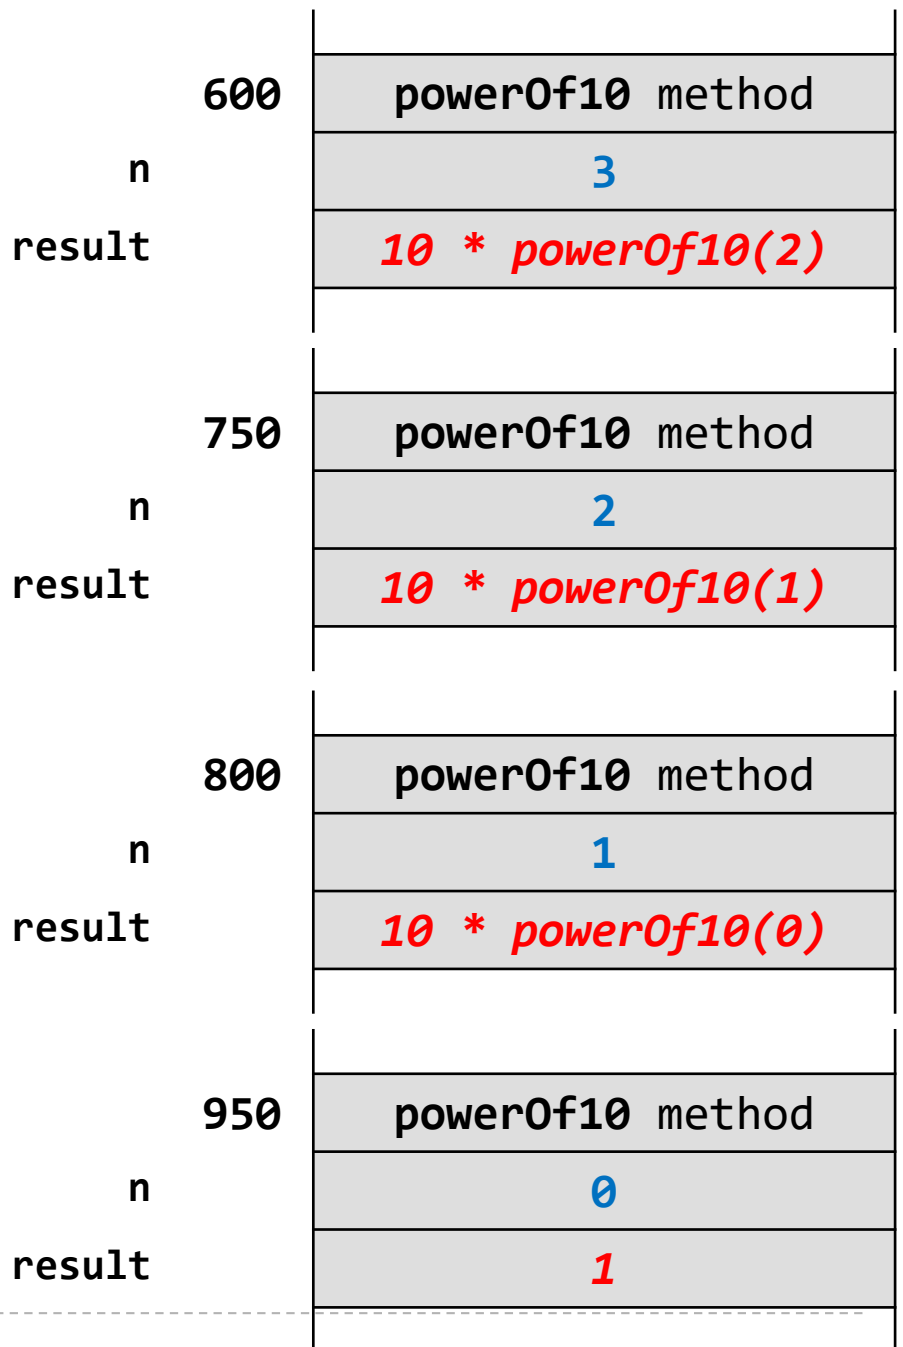 600 powerOf10 method
n 3
result 10 * powerOf10(2)
750 powerOf10 method
n 2
result 10 * powerOf10(1)
800 powerOf10 method
n 1
result 10 * powerOf10(0)
950 powerOf10 method
n 0
result 1